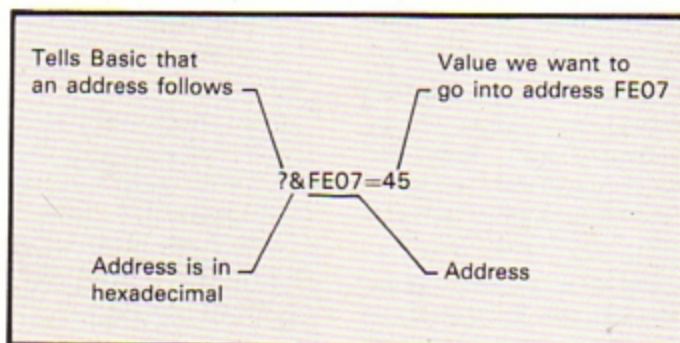 Tells Basic that
an address follows
Value we want to
go into address FE07
?&FE07=45
Address is in
hexadecimal
Address